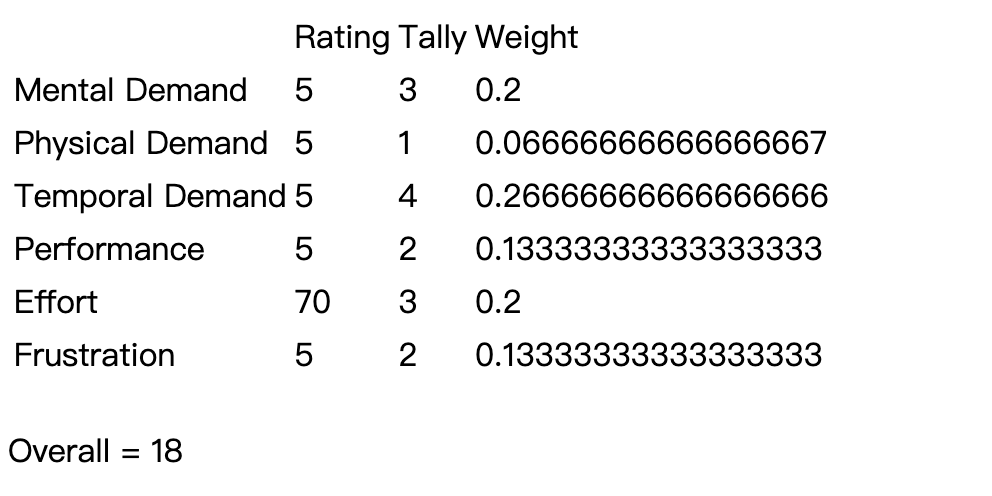 Rating Tally Weight
Mental Demand 5 3 0.2
Physical Demand 5 1 0.06666666666666667
Temporal Demand 5 4 0.26666666666666666
Performance 5 2 0.13333333333333333
Effort 70 3 0.2
Frustration 5 2 0.13333333333333333
Overall = 18